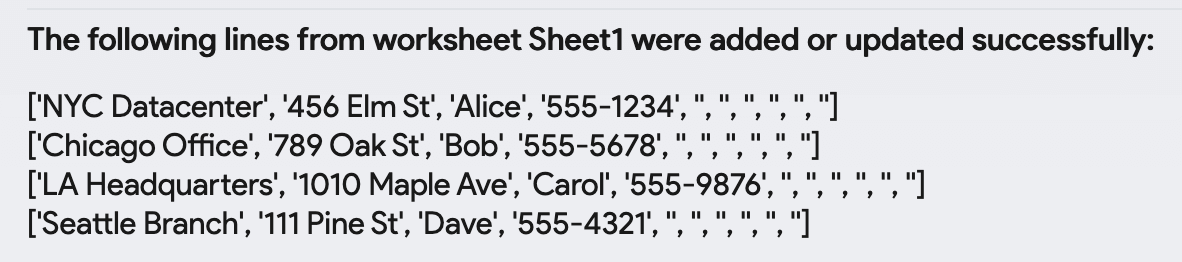 The following lines from worksheet Sheet1 were added or updated successfully:
['NYC Datacenter', '456 Elm St', 'Alice', '555-1234', '', '', '', '', '', '']
['Chicago Office', '789 Oak St', 'Bob', '555-5678', '', '', '', '', '', '']
['LA Headquarters', '1010 Maple Ave', 'Carol', '555-9876', '', '', '', '', '', '']
['Seattle Branch', '111 Pine St', 'Dave', '555-4321', '', '', '', '', '', '']